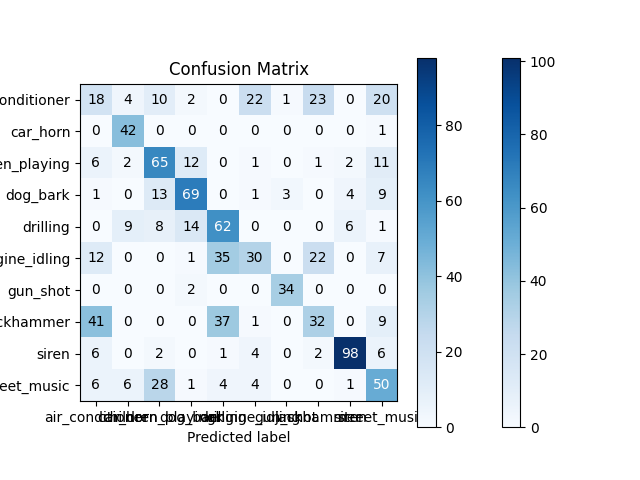 Confusion Matrix
onditioner 18 4 10 2 0 22 1 23 0 20
car_horn 0 42 0 0 0 0 0 0 0 1
en_playing 6 2 65 12 0 1 0 1 2 11
dog_bark 1 0 13 69 0 1 3 0 4 9
drilling 0 9 8 14 62 0 0 0 6 1
gine_idling 12 0 0 1 35 30 0 22 0 7
gun_shot 0 0 0 2 0 0 34 0 0 0
ckhammer 41 0 0 0 37 1 0 32 0 9
siren 6 0 2 0 1 4 0 2 98 6
eet_music 6 6 28 1 4 4 0 0 1 50
Predicted label
80
60
40
20
0
100
80
60
40
20
0